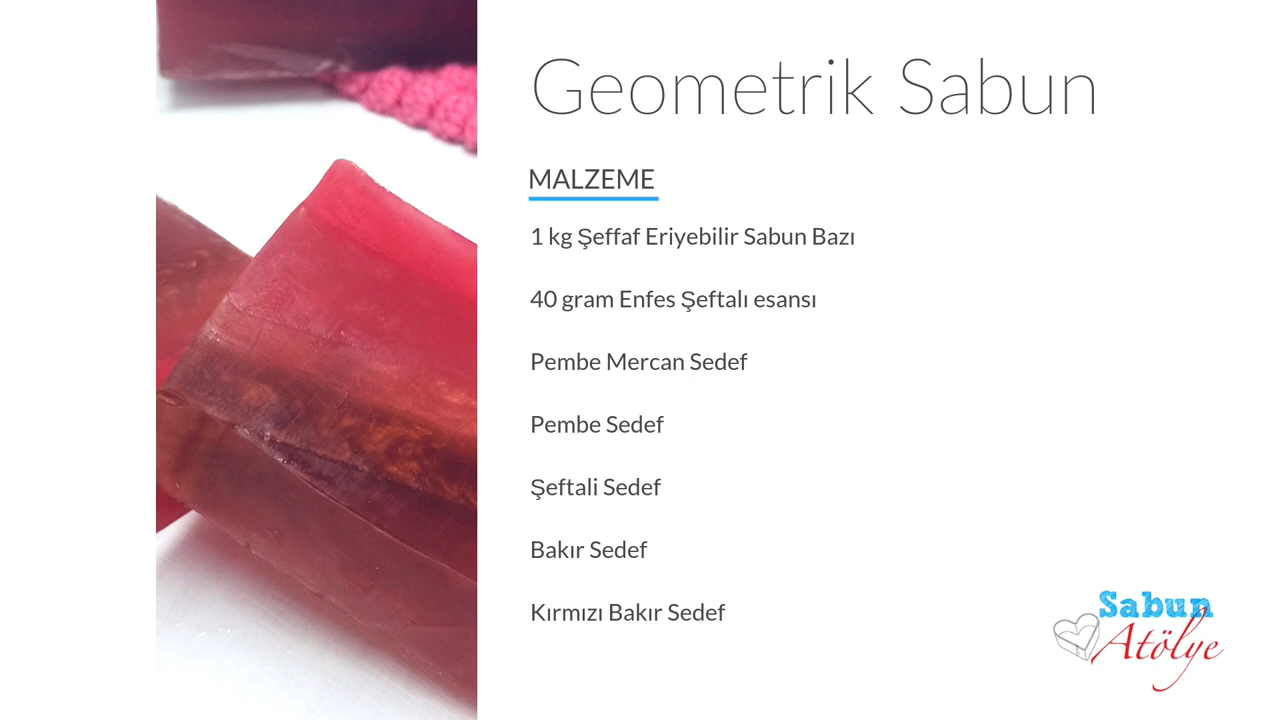 Geometrik Sabun
MALZEME
1 kg Şeffaf Eriyebilir Sabun Bazı
40 gram Enfes Şeftalı esansı
Pembe Mercan Sedef
Pembe Sedef
Şeftali Sedef
Bakır Sedef
Kırmızı Bakır Sedef
Sabun
Atölye